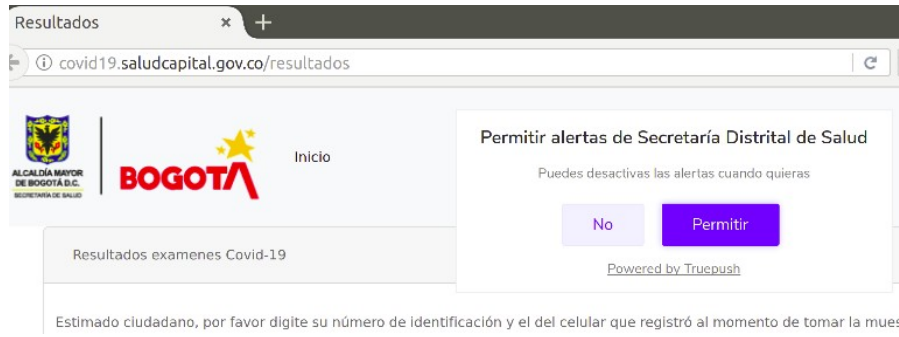 Resultados
covid19.saludcapital.gov.co/resultados
ALCALDÍA MAYOR
DE BOGOTÁ D.C.
SECRETARÍA DE SALUD
BOGOTÁ
Inicio
Permitir alertas de Secretaría Distrital de Salud
Puedes desactivas las alertas cuando quieras
No Permitir
Powered by Truepush
Resultados examenes Covid-19
Estimado ciudadano, por favor digite su número de identificación y el del celular que registró al momento de tomar la mues